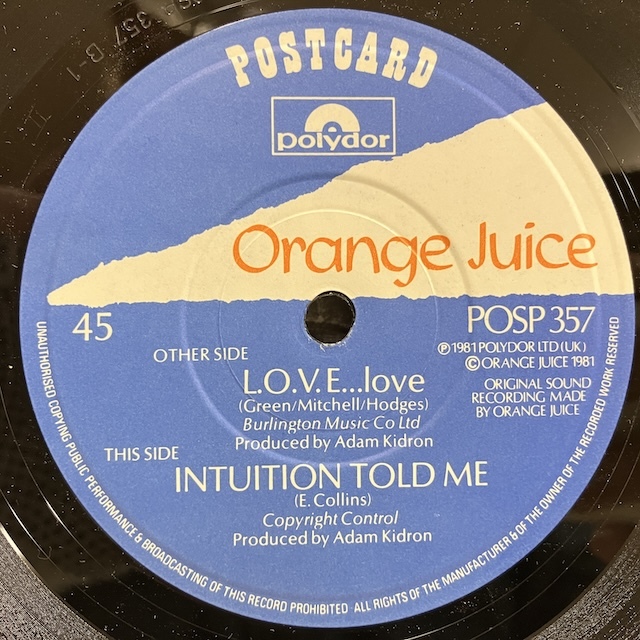 357 B-1
POSTCARD
polydor
Orange Juice
45
POSP 357
℗ 1981 POLYDOR LTD (UK)
© ORANGE JUICE 1981
ORIGINAL SOUND
RECORDING MADE
BY ORANGE JUICE
OTHER SIDE
L.O.V.E...love
(Green/Mitchell/Hodges)
Burlington Music Co Ltd
Produced by Adam Kidron
THIS SIDE
INTUITION TOLD ME
(E. Collins)
Copyright Control
Produced by Adam Kidron
UNAUTHORISED COPYING PUBLIC PERFORMANCE & BROADCASTING OF THIS RECORD PROHIBITED · ALL RIGHTS OF THE MANUFACTURER & OF THE OWNER OF THE RECORDED WORK RESERVED